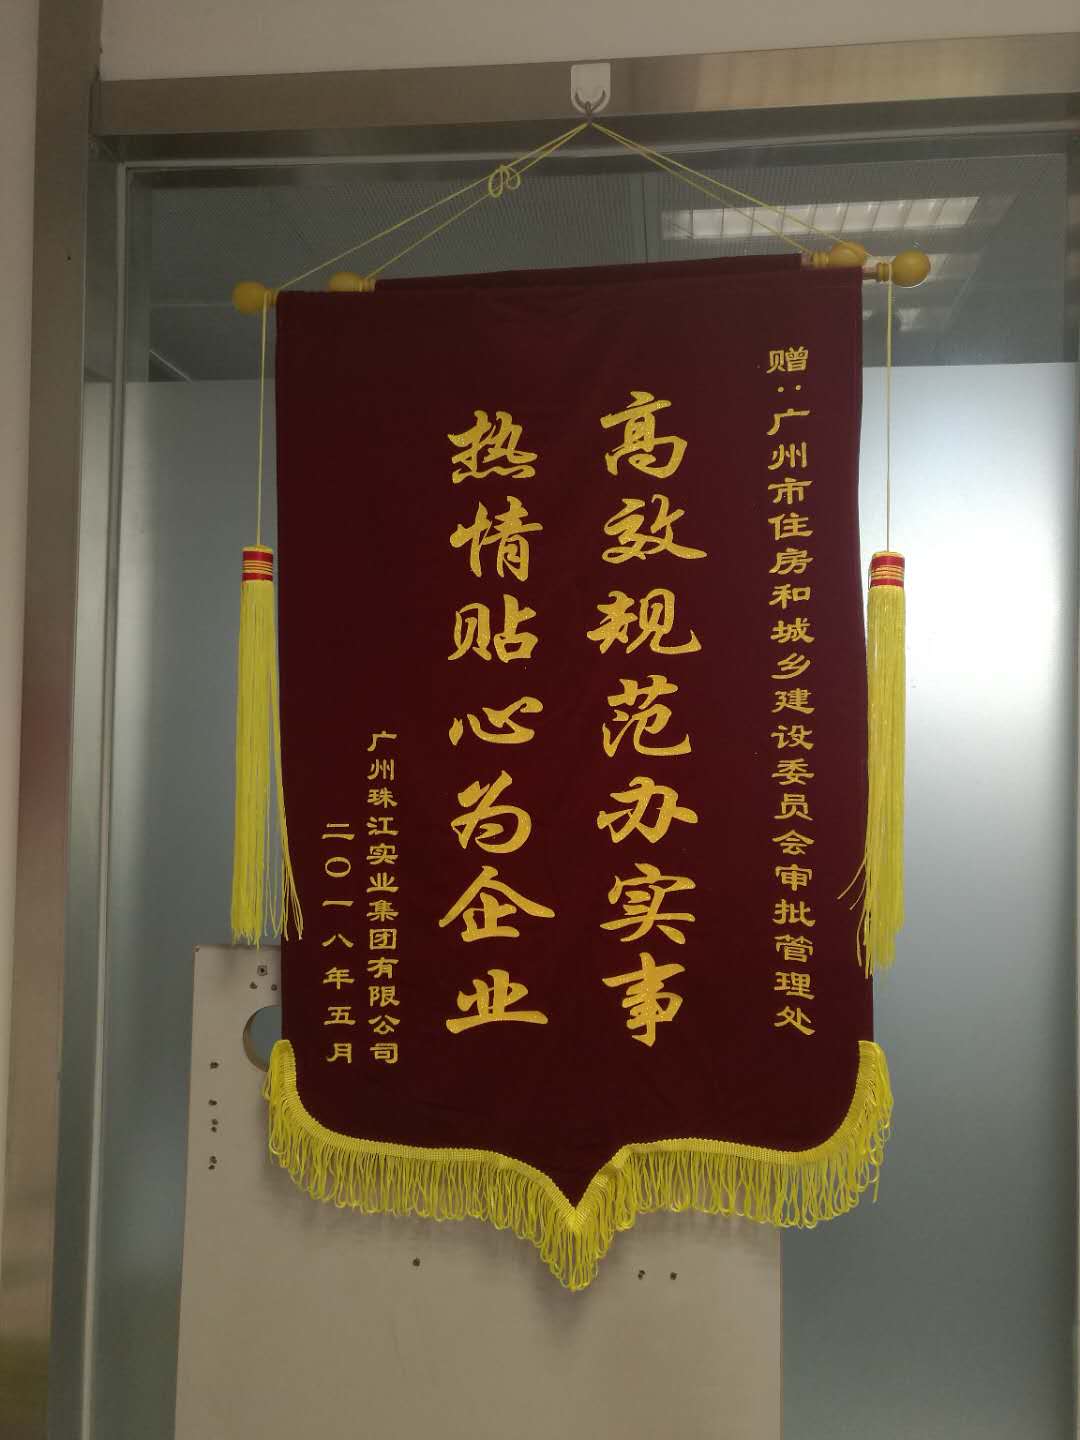 赠：广州市住房和城乡建设委员会审批管理处
高效规范办实事
热情贴心为企业
广州珠江实业集团有限公司
二〇一八年五月